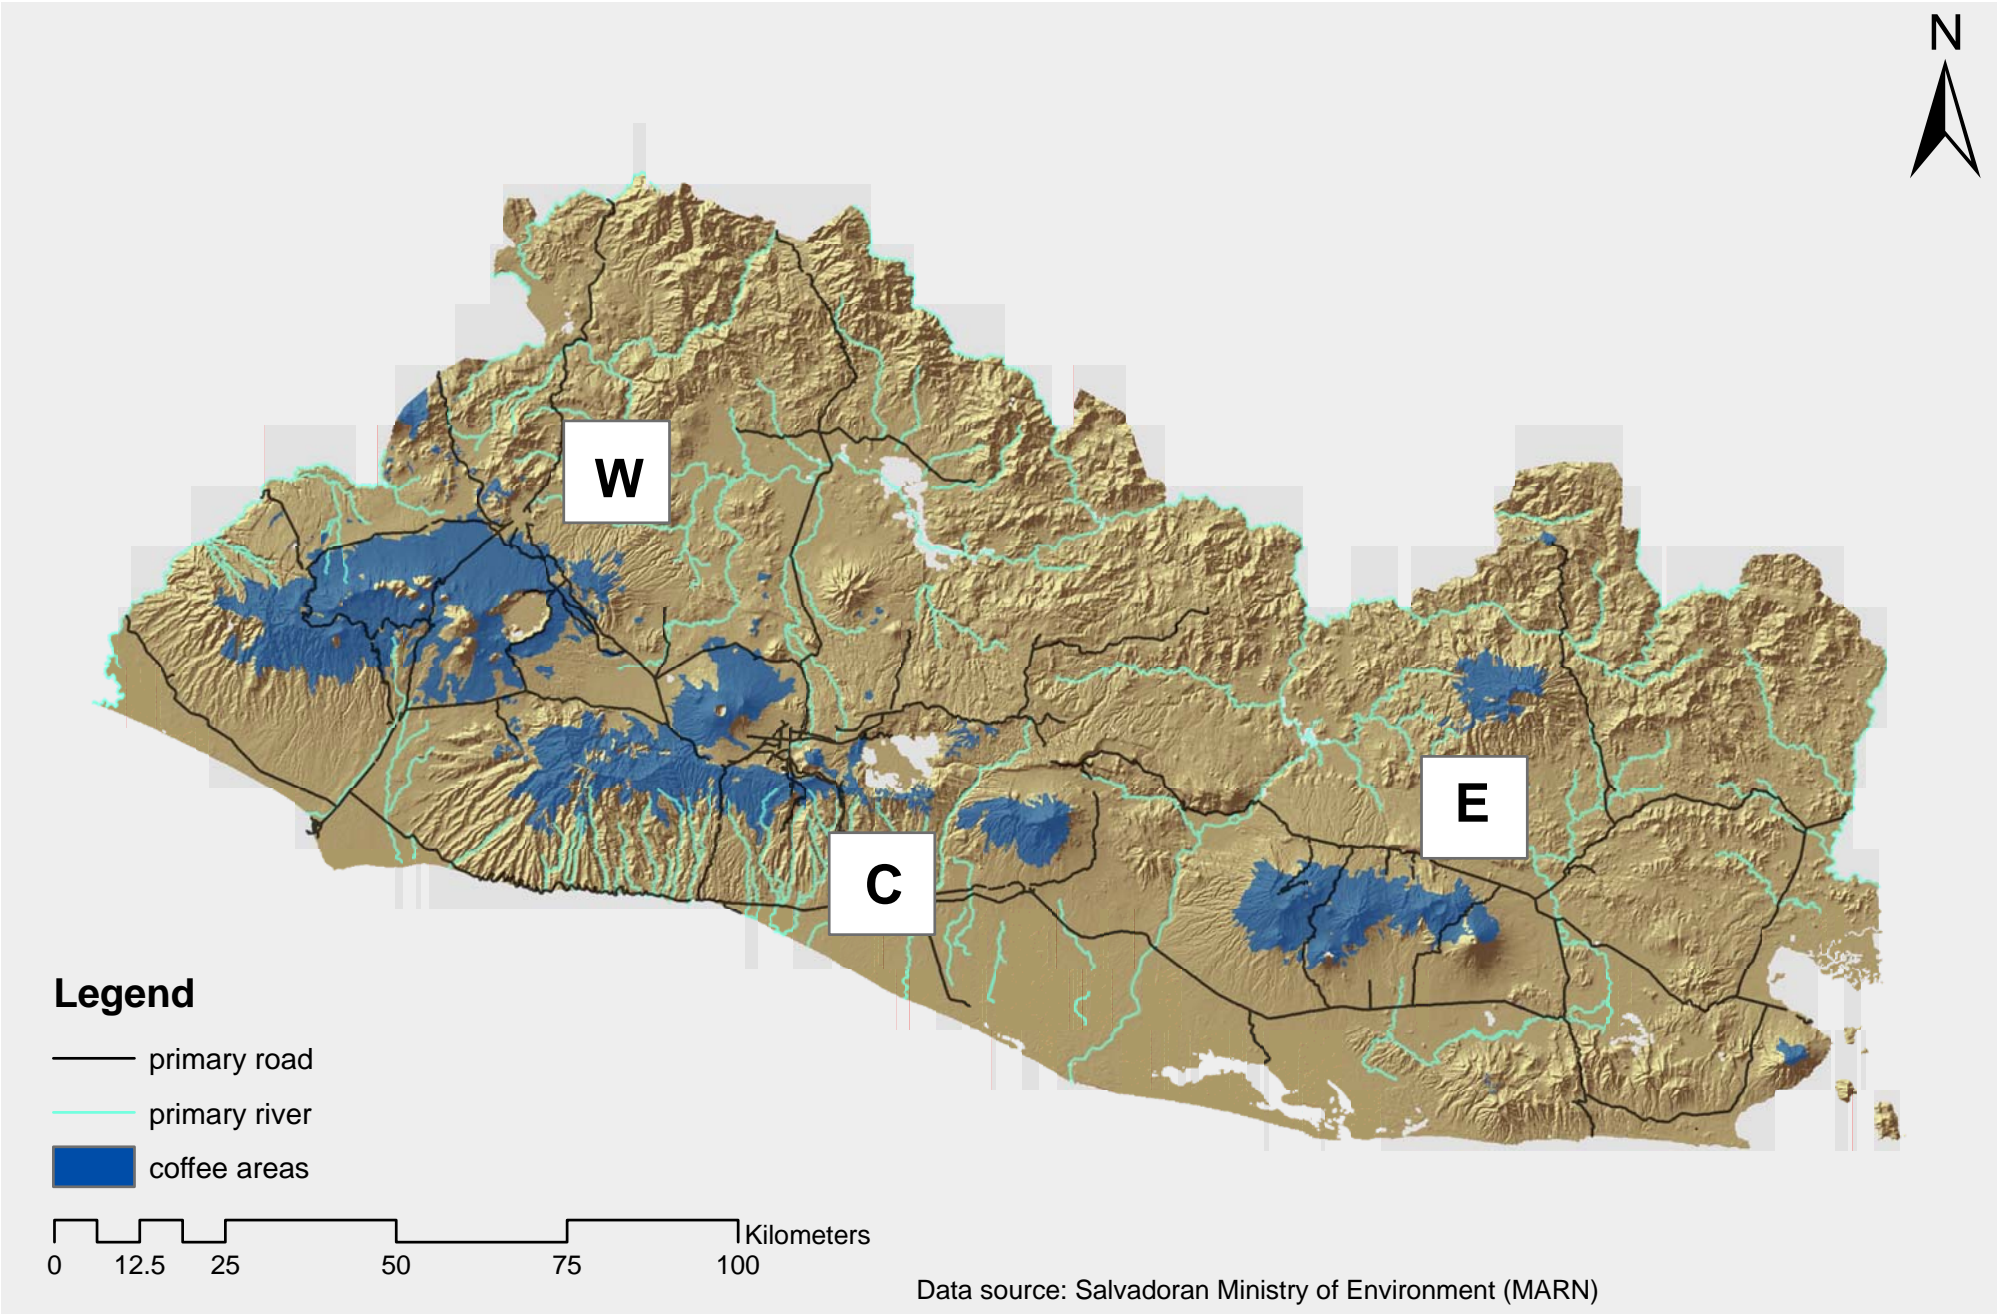 N
W
E
C
Legend
primary road
primary river
coffee areas
Kilometers
0 12.5 25 50 75 100
Data source: Salvadoran Ministry of Environment (MARN)